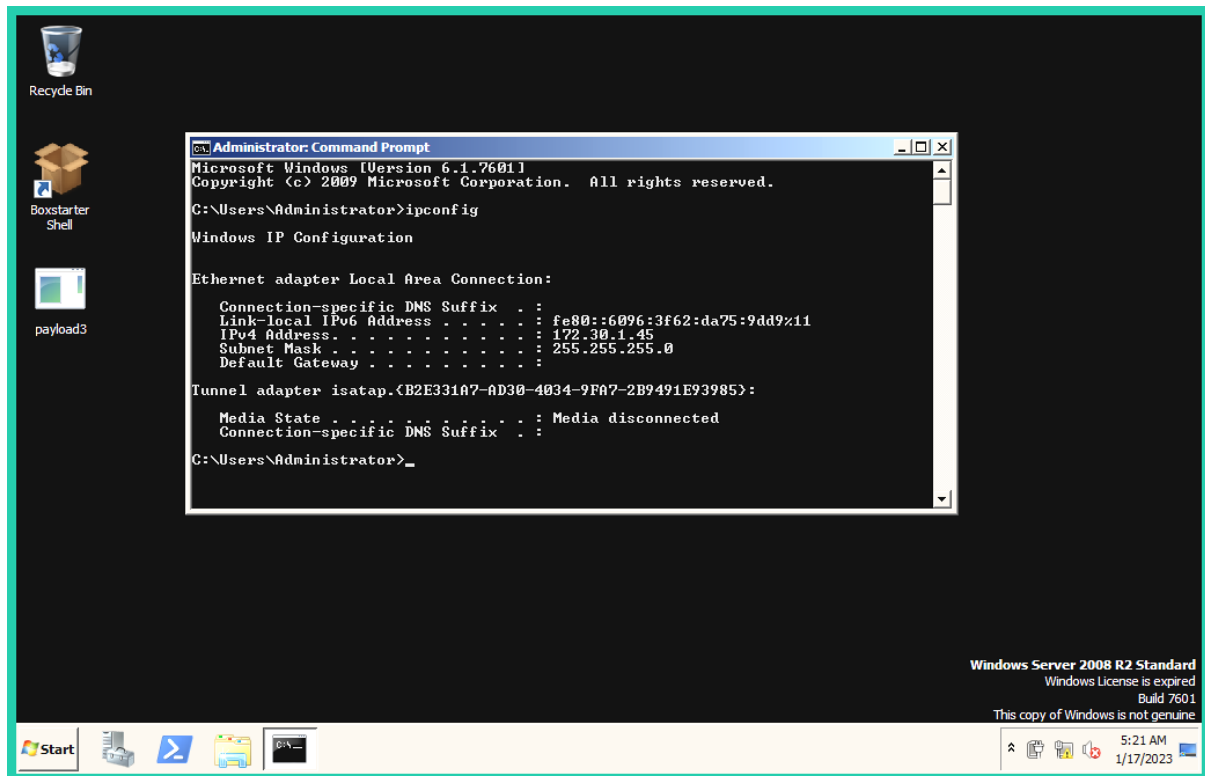 Recycle Bin
Boxstarter
Shell
payload3
Administrator: Command Prompt
Microsoft Windows [Version 6.1.7601]
Copyright (c) 2009 Microsoft Corporation.  All rights reserved.
C:\Users\Administrator>ipconfig
Windows IP Configuration
Ethernet adapter Local Area Connection:
   Connection-specific DNS Suffix  . :
   Link-local IPv6 Address . . . . . : fe80::6096:3f62:da75:9dd9%11
   IPv4 Address. . . . . . . . . . . : 172.30.1.45
   Subnet Mask . . . . . . . . . . . : 255.255.255.0
   Default Gateway . . . . . . . . . :
Tunnel adapter isatap.{B2E331A7-AD30-4034-9FA7-2B9491E93985}:
   Media State . . . . . . . . . . . : Media disconnected
   Connection-specific DNS Suffix  . :
C:\Users\Administrator>_
Windows Server 2008 R2 Standard
Windows License is expired
Build 7601
This copy of Windows is not genuine
Start
5:21 AM
1/17/2023